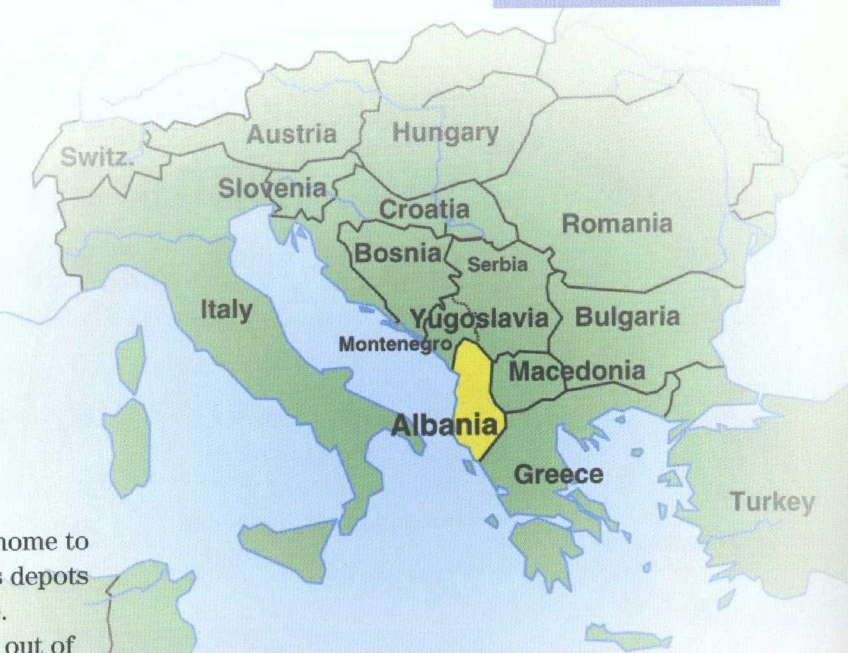 Austria
Hungary
Switz.
Slovenia
Croatia
Romania
Bosnia
Serbia
Italy
Yugoslavia
Bulgaria
Montenegro
Macedonia
Albania
Greece
Turkey
home to
depots
out of